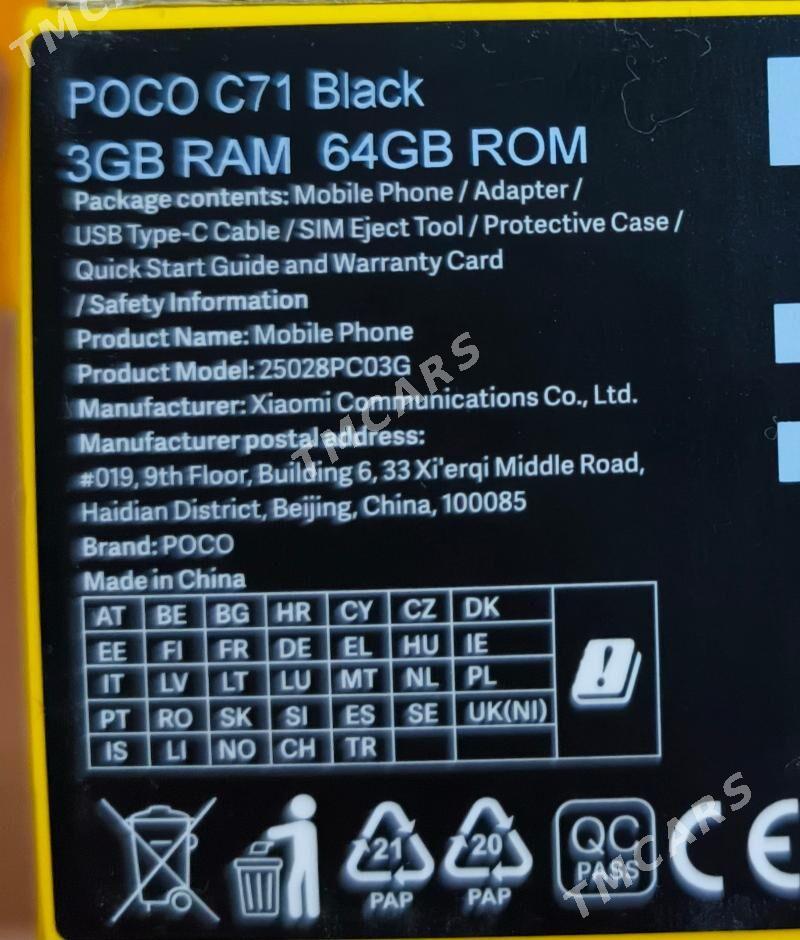 TMCARS
POCO C71 Black
3GB RAM 64GB ROM
Package contents: Mobile Phone / Adapter /
USB Type-C Cable / SIM Eject Tool / Protective Case /
Quick Start Guide and Warranty Card
/ Safety Information
Product Name: Mobile Phone
Product Model: 25028PC03G
Manufacturer: Xiaomi Communications Co., Ltd.
TMCARS
Manufacturer postal address:
#019, 9th Floor, Building 6, 33 Xi'erqi Middle Road,
Haidian District, Beijing, China, 100085
Brand: POCO
Made in China
AT BE BG HR CY CZ DK
EE FI FR DE EL HU IE
IT LV LT LU MT NL PL
PT RO SK SI ES SE UK(NI)
IS LI NO CH TR
21 PAP
20 PAP
QC PASS
CE
TMCARS